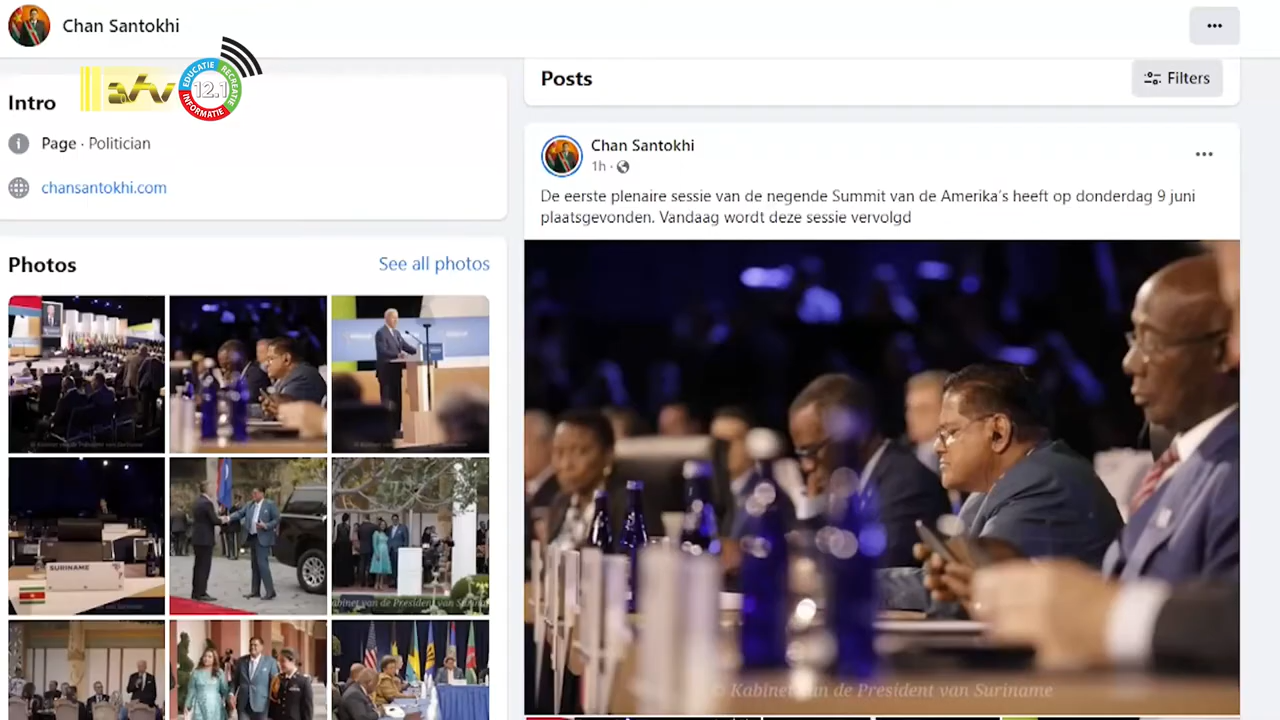 Chan Santokhi
...
Intro
atv
EDUCATIE
RECREATIE
INFORMATIE
12.1
Page · Politician
chansantokhi.com
Photos
See all photos
SURINAME
Posts
Filters
Chan Santokhi
1h ·
De eerste plenaire sessie van de negende Summit van de Amerika's heeft op donderdag 9 juni
plaatsgevonden. Vandaag wordt deze sessie vervolgd
© Kabinet van de President van Suriname